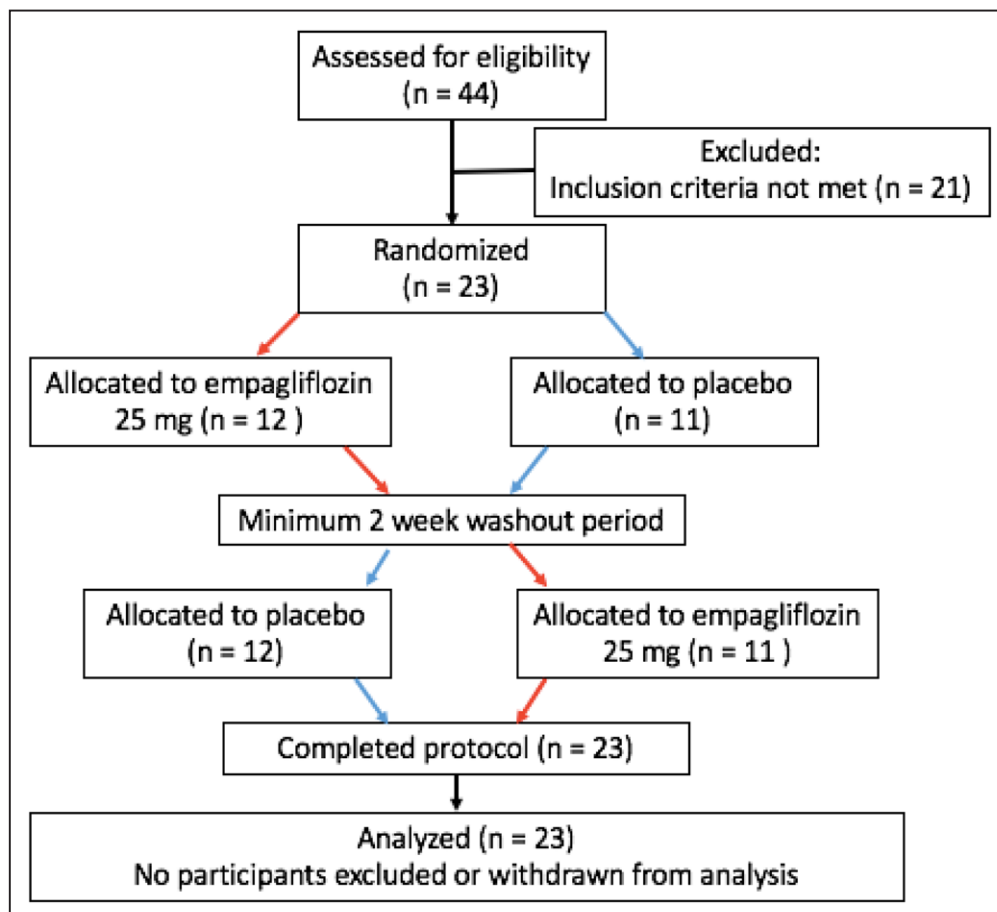 Assessed for eligibility
(n = 44)
Excluded:
Inclusion criteria not met (n = 21)
Randomized
(n = 23)
Allocated to empagliflozin
25 mg (n = 12 )
Allocated to placebo
(n = 11)
Minimum 2 week washout period
Allocated to placebo
(n = 12)
Allocated to empagliflozin
25 mg (n = 11 )
Completed protocol (n = 23)
Analyzed (n = 23)
No participants excluded or withdrawn from analysis